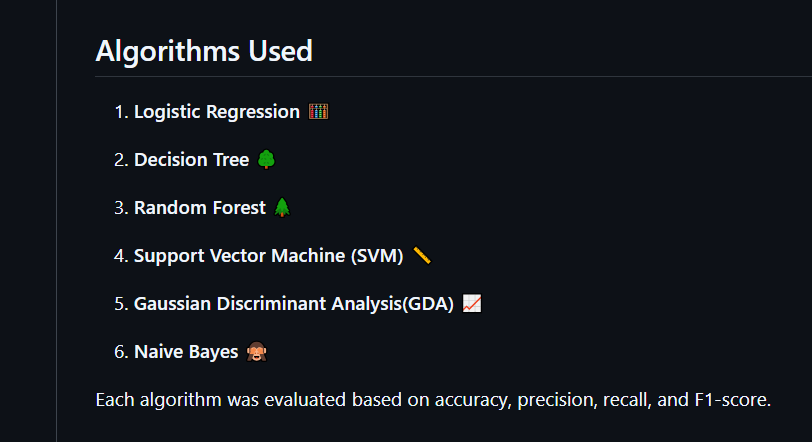 Algorithms Used
1. Logistic Regression 🧮
2. Decision Tree 🌳
3. Random Forest 🌲
4. Support Vector Machine (SVM) 📏
5. Gaussian Discriminant Analysis(GDA) 📈
6. Naive Bayes 🙈
Each algorithm was evaluated based on accuracy, precision, recall, and F1-score.